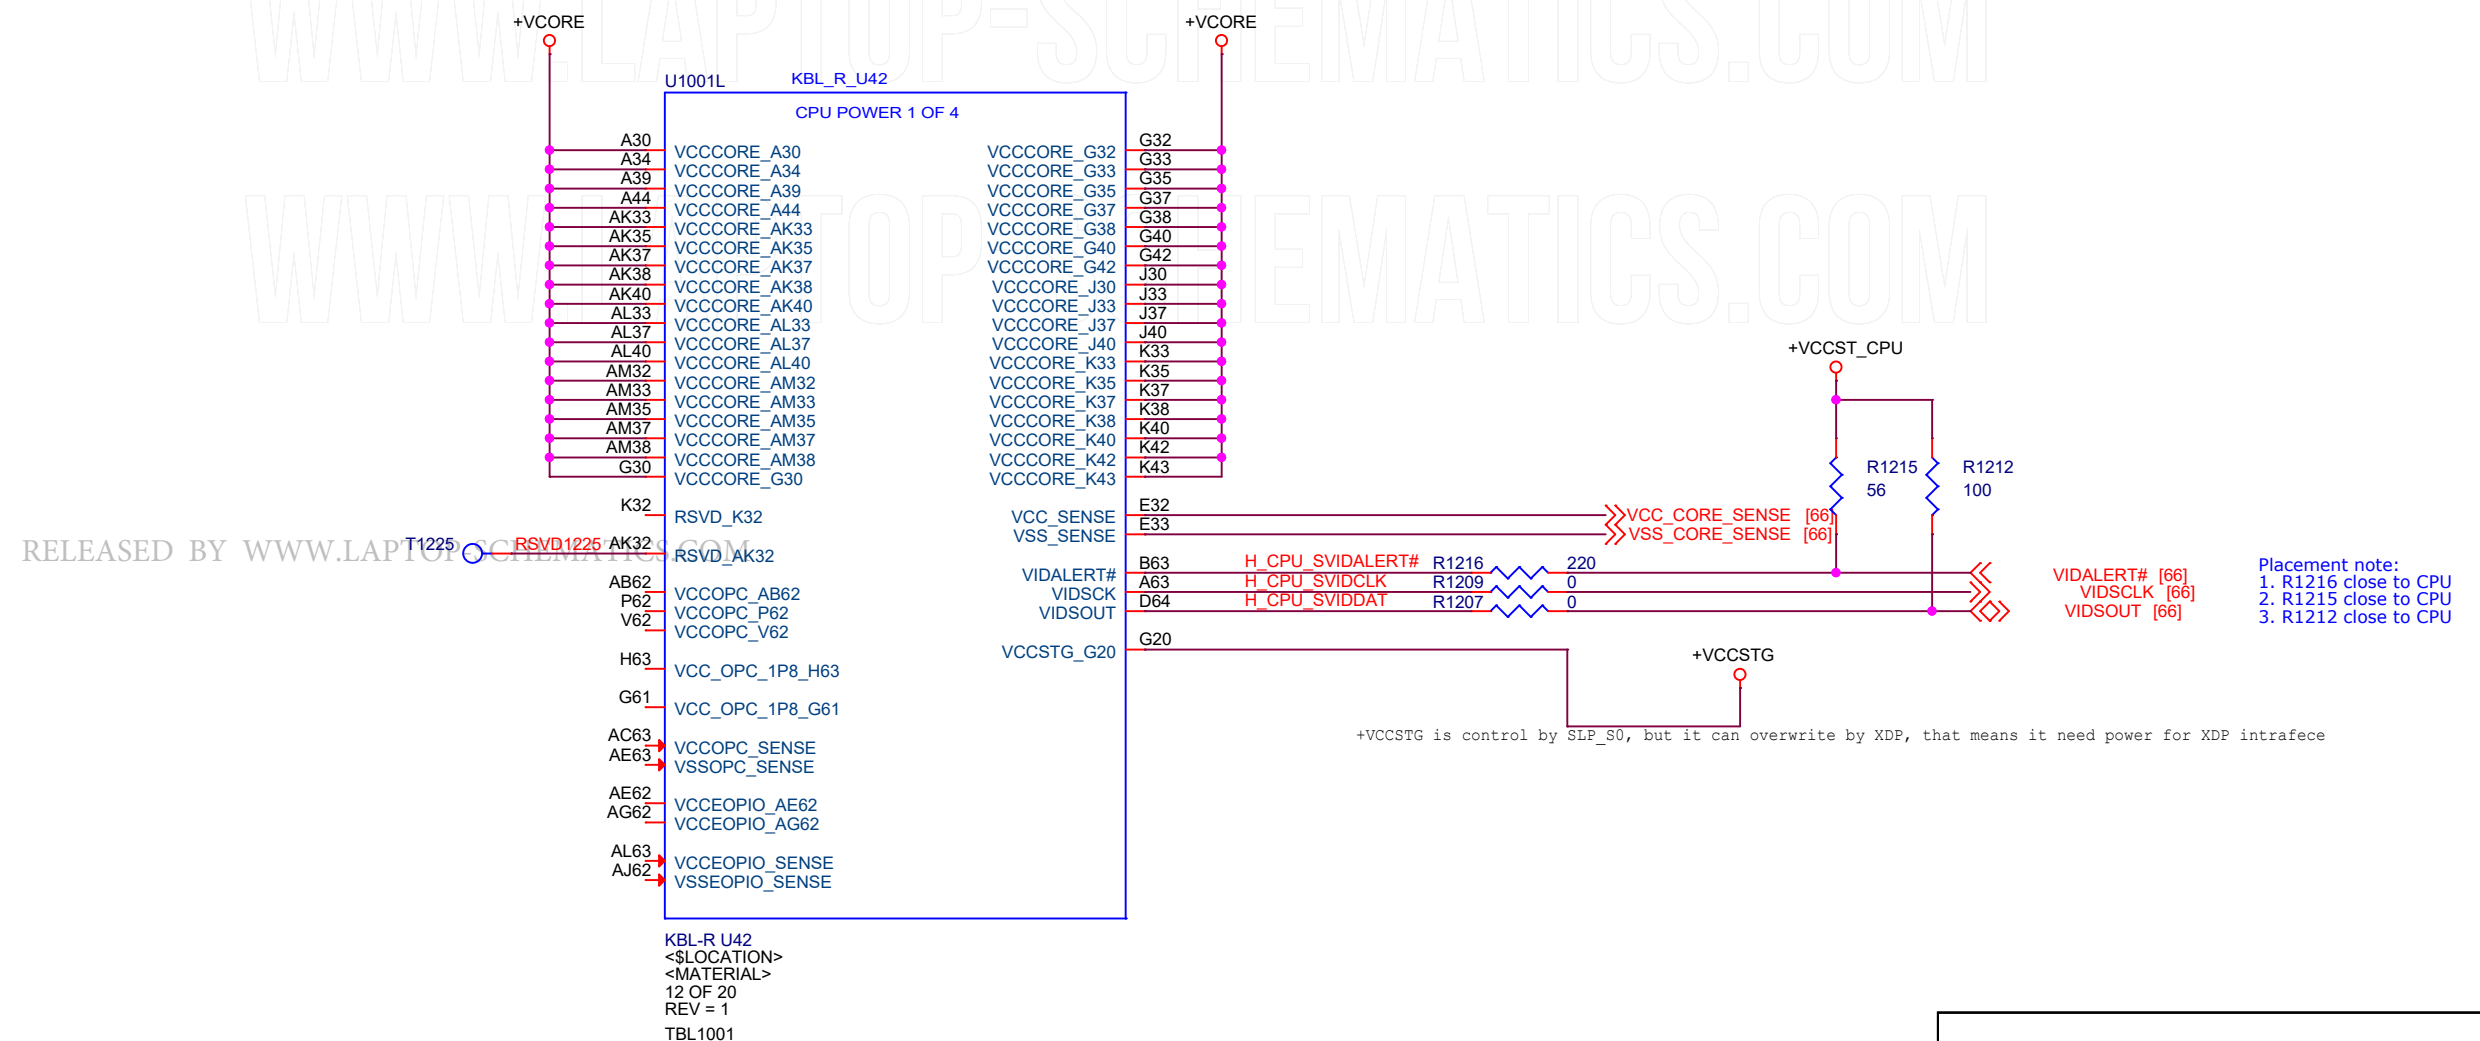 WWW.LAPTOP-SCHEMATICS.COM
+VCORE
+VCORE
U1001L
KBL_R_U42
CPU POWER 1 OF 4
A30 VCCCORE_A30
A34 VCCCORE_A34
A39 VCCCORE_A39
A44 VCCCORE_A44
AK33 VCCCORE_AK33
AK35 VCCCORE_AK35
AK37 VCCCORE_AK37
AK38 VCCCORE_AK38
AK40 VCCCORE_AK40
AL33 VCCCORE_AL33
AL37 VCCCORE_AL37
AL40 VCCCORE_AL40
AM32 VCCCORE_AM32
AM33 VCCCORE_AM33
AM35 VCCCORE_AM35
AM37 VCCCORE_AM37
AM38 VCCCORE_AM38
G30 VCCCORE_G30
K32 RSVD_K32
T1225 RSVD1225 AK32 RSVD_AK32
AB62 VCCOPC_AB62
P62 VCCOPC_P62
V62 VCCOPC_V62
H63 VCC_OPC_1P8_H63
G61 VCC_OPC_1P8_G61
AC63 VCCOPC_SENSE
AE63 VSSOPC_SENSE
AE62 VCCEOPIO_AE62
AG62 VCCEOPIO_AG62
AL63 VCCEOPIO_SENSE
AJ62 VSSEOPIO_SENSE
VCCCORE_G32 G32
VCCCORE_G33 G33
VCCCORE_G35 G35
VCCCORE_G37 G37
VCCCORE_G38 G38
VCCCORE_G40 G40
VCCCORE_G42 G42
VCCCORE_J30 J30
VCCCORE_J33 J33
VCCCORE_J37 J37
VCCCORE_J40 J40
VCCCORE_K33 K33
VCCCORE_K35 K35
VCCCORE_K37 K37
VCCCORE_K38 K38
VCCCORE_K40 K40
VCCCORE_K42 K42
VCCCORE_K43 K43
VCC_SENSE E32 VCC_CORE_SENSE [66]
VSS_SENSE E33 VSS_CORE_SENSE [66]
VIDALERT# B63 H_CPU_SVIDALERT# R1216 220 VIDALERT# [66]
VIDSCK A63 H_CPU_SVIDCLK R1209 0 VIDSCLK [66]
VIDSOUT D64 H_CPU_SVIDDAT R1207 0 VIDSOUT [66]
VCCSTG_G20 G20
+VCCST_CPU
R1215
56
R1212
100
+VCCSTG
+VCCSTG is control by SLP_S0, but it can overwrite by XDP, that means it need power for XDP intrafece
Placement note:
1. R1216 close to CPU
2. R1215 close to CPU
3. R1212 close to CPU
WWW.LAPTOP-SCHEMATICS.COM
RELEASED BY WWW.LAPTOP-SCHEMATICS.COM
KBL-R U42
<$LOCATION>
<MATERIAL>
12 OF 20
REV = 1
TBL1001